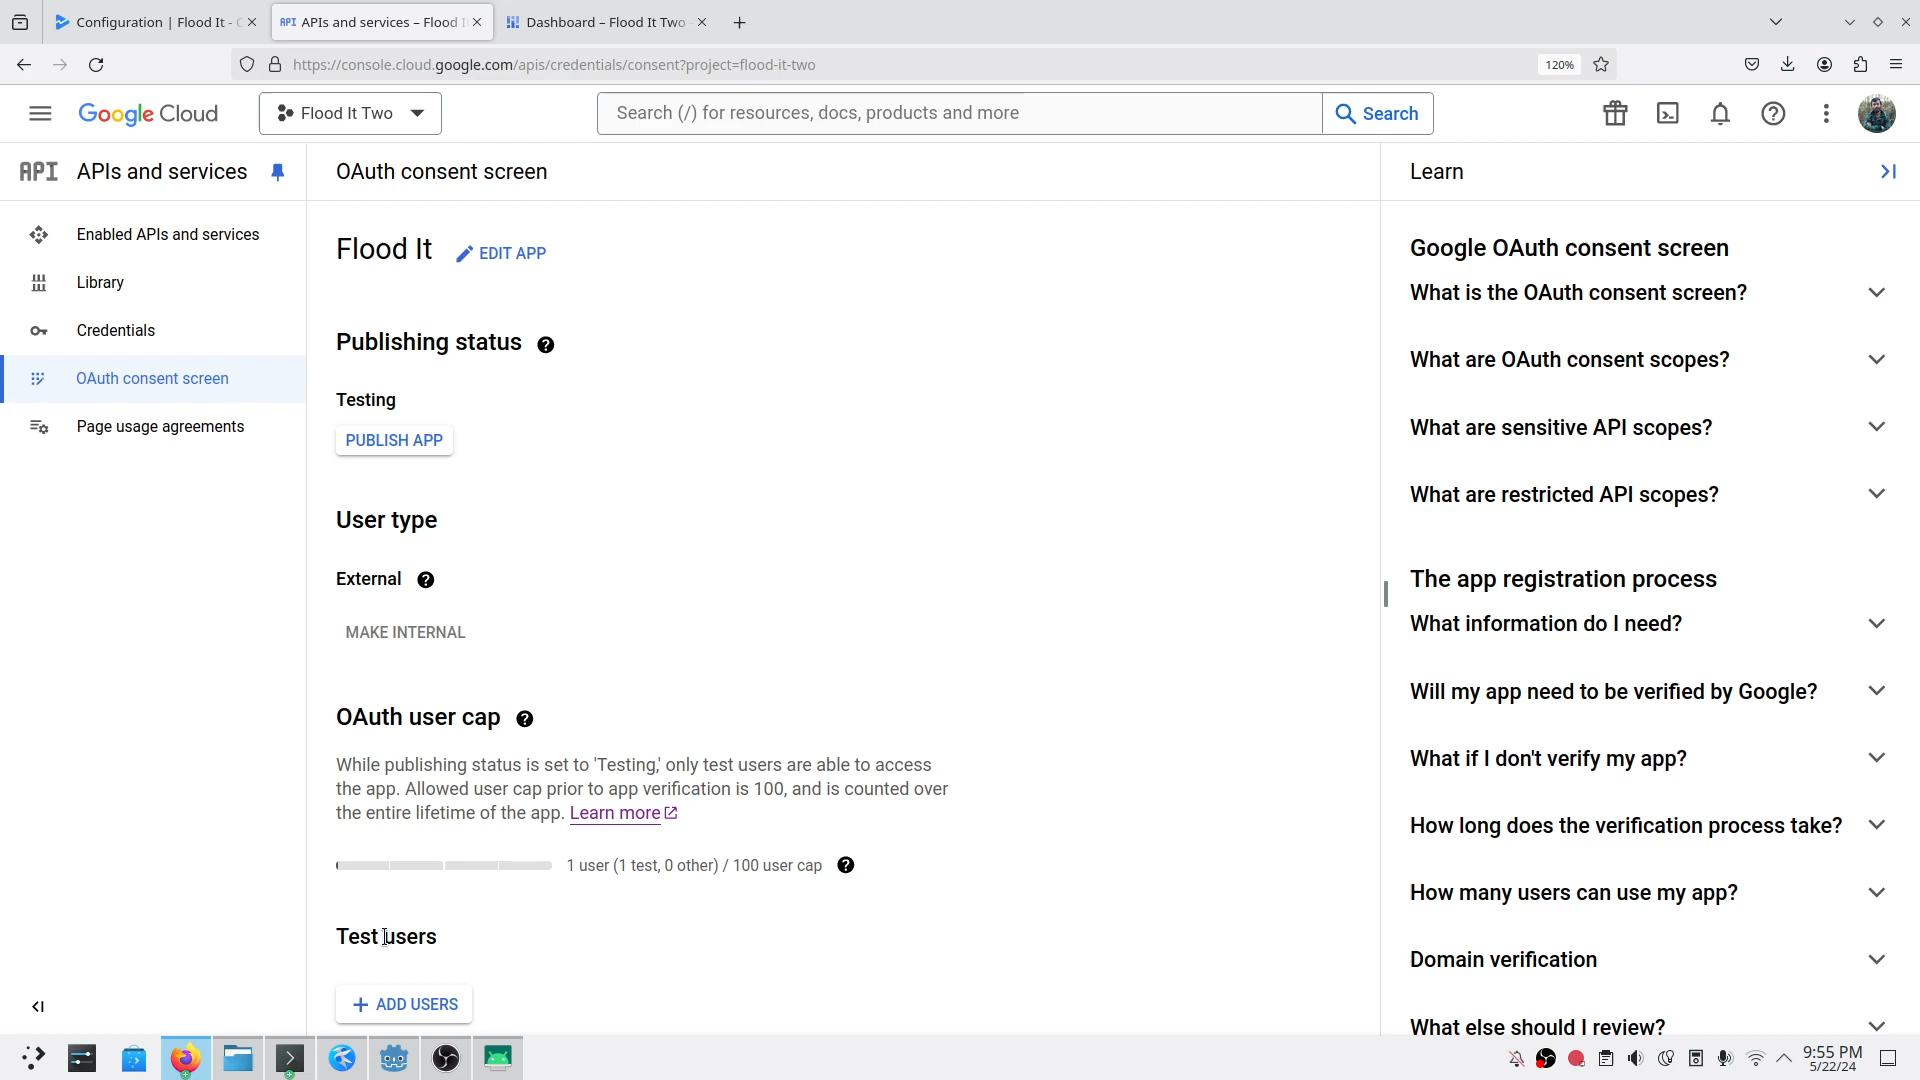 Configuration | Flood It -
APIs and services – Flood I
Dashboard – Flood It Two
https://console.cloud.google.com/apis/credentials/consent?project=flood-it-two
120%
Google Cloud
Flood It Two
Search (/) for resources, docs, products and more
Search
API
APIs and services
Enabled APIs and services
Library
Credentials
OAuth consent screen
Page usage agreements
OAuth consent screen
Flood It
EDIT APP
Publishing status
Testing
PUBLISH APP
User type
External
MAKE INTERNAL
OAuth user cap
While publishing status is set to 'Testing,' only test users are able to access
the app. Allowed user cap prior to app verification is 100, and is counted over
the entire lifetime of the app. Learn more
1 user (1 test, 0 other) / 100 user cap
Test users
+ ADD USERS
Learn
Google OAuth consent screen
What is the OAuth consent screen?
What are OAuth consent scopes?
What are sensitive API scopes?
What are restricted API scopes?
The app registration process
What information do I need?
Will my app need to be verified by Google?
What if I don't verify my app?
How long does the verification process take?
How many users can use my app?
Domain verification
What else should I review?
9:55 PM
5/22/24